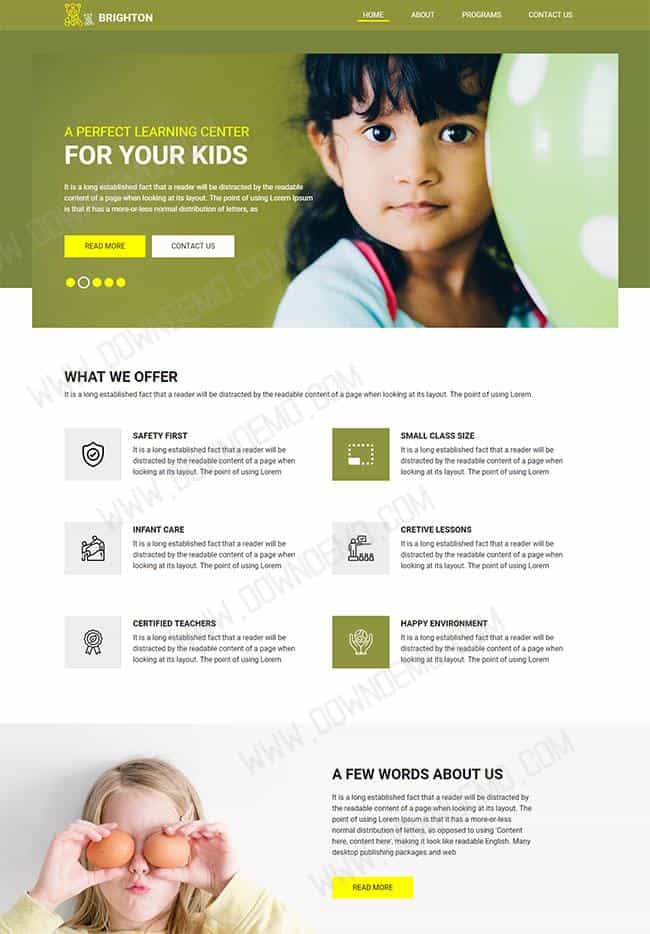 BRIGHTON
HOME ABOUT PROGRAMS CONTACT US
A PERFECT LEARNING CENTER
FOR YOUR KIDS
It is a long established fact that a reader will be distracted by the readable
content of a page when looking at its layout. The point of using Lorem Ipsum
is that it has a more-or-less normal distribution of letters, as
READ MORE CONTACT US
WHAT WE OFFER
It is a long established fact that a reader will be distracted by the readable content of a page when looking at its layout. The point of using Lorem
SAFETY FIRST
It is a long established fact that a reader will be
distracted by the readable content of a page when
looking at its layout. The point of using Lorem
SMALL CLASS SIZE
It is a long established fact that a reader will be
distracted by the readable content of a page when
looking at its layout. The point of using Lorem
INFANT CARE
It is a long established fact that a reader will be
distracted by the readable content of a page when
looking at its layout. The point of using Lorem
CRETIVE LESSONS
It is a long established fact that a reader will be
distracted by the readable content of a page when
looking at its layout. The point of using Lorem
CERTIFIED TEACHERS
It is a long established fact that a reader will be
distracted by the readable content of a page when
looking at its layout. The point of using Lorem
HAPPY ENVIRONMENT
It is a long established fact that a reader will be
distracted by the readable content of a page when
looking at its layout. The point of using Lorem
A FEW WORDS ABOUT US
It is a long established fact that a reader will be distracted by
the readable content of a page when looking at its layout. The
point of using Lorem Ipsum is that it has a more-or-less
normal distribution of letters, as opposed to using 'Content
here, content here', making it look like readable English. Many
desktop publishing packages and web
READ MORE
WWW.DOWNDEMO.COM
WWW.DOWNDEMO.COM
WWW.DOWNDEMO.COM
WWW.DOWNDEMO.COM
WWW.DOWNDEMO.COM